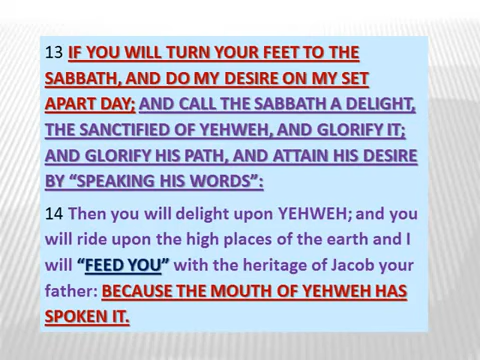 13 IF YOU WILL TURN YOUR FEET TO THE
SABBATH, AND DO MY DESIRE ON MY SET
APART DAY; AND CALL THE SABBATH A DELIGHT,
THE SANCTIFIED OF YEHWEH, AND GLORIFY IT;
AND GLORIFY HIS PATH, AND ATTAIN HIS DESIRE
BY “SPEAKING HIS WORDS”:
14 Then you will delight upon YEHWEH; and you
will ride upon the high places of the earth and I
will “FEED YOU” with the heritage of Jacob your
father: BECAUSE THE MOUTH OF YEHWEH HAS
SPOKEN IT.